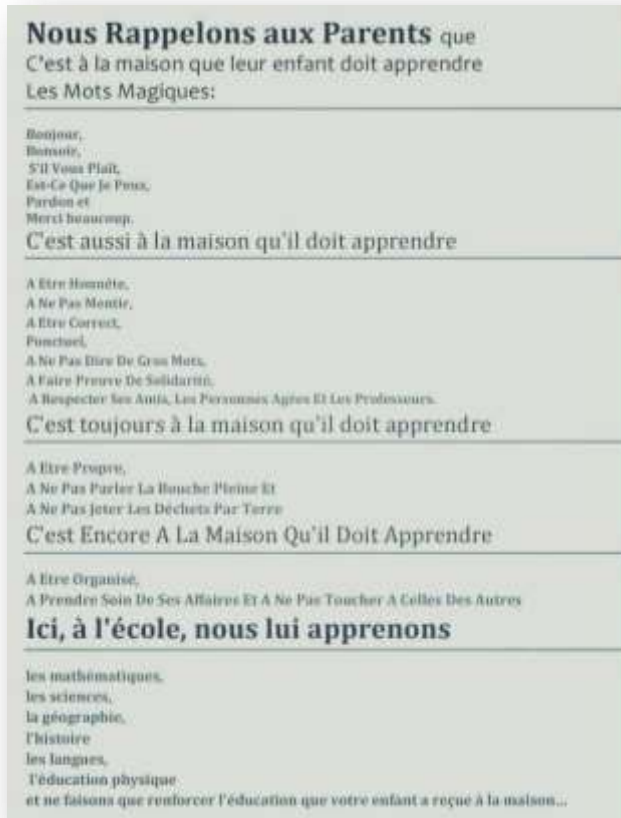 Nous Rappelons aux Parents que
C'est à la maison que leur enfant doit apprendre
Les Mots Magiques:
Bonjour,
Bonsoir,
S'il Vous Plaît,
Est-Ce Que Je Peux,
Pardon et
Merci beaucoup.
C'est aussi à la maison qu'il doit apprendre
A Etre Honnête,
A Ne Pas Mentir,
A Etre Correct,
Ponctuel,
A Ne Pas Dire De Gros Mots,
A Faire Preuve De Solidarité,
A Respecter Ses Amis, Les Personnes Agées Et Les Professeurs.
C'est toujours à la maison qu'il doit apprendre
A Etre Propre,
A Ne Pas Parler La Bouche Pleine Et
A Ne Pas Jeter Les Déchets Par Terre
C'est Encore A La Maison Qu'il Doit Apprendre
A Etre Organisé,
A Prendre Soin De Ses Affaires Et A Ne Pas Toucher A Celles Des Autres
Ici, à l'école, nous lui apprenons
les mathématiques,
les sciences,
la géographie,
l'histoire
les langues,
l'éducation physique
et ne faisons que renforcer l'éducation que votre enfant a reçue à la maison...